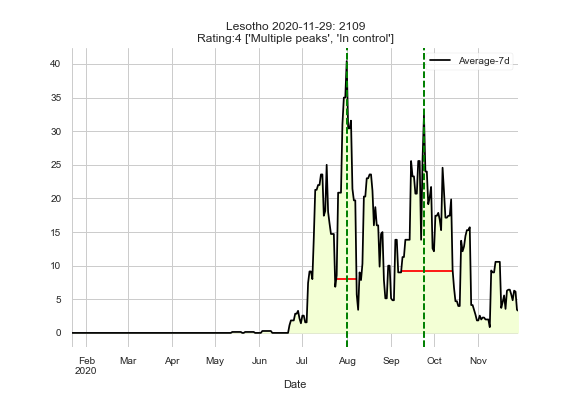 Lesotho 2020-11-29: 2109
Rating:4 ['Multiple peaks', 'In control']
Average-7d
40
35
30
25
20
15
10
5
0
Feb Mar Apr May Jun Jul Aug Sep Oct Nov
2020
Date